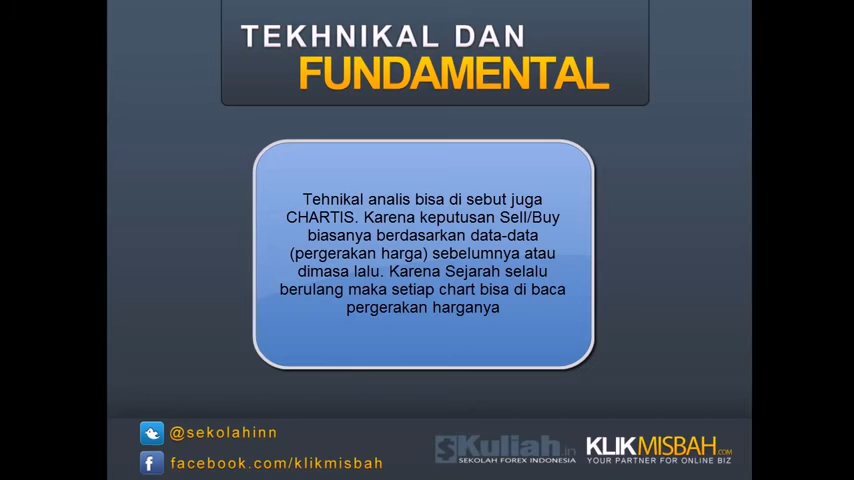 TEKHNIKAL DAN
FUNDAMENTAL
Tehnikal analis bisa di sebut juga
CHARTIS. Karena keputusan Sell/Buy
biasanya berdasarkan data-data
(pergerakan harga) sebelumnya atau
dimasa lalu. Karena Sejarah selalu
berulang maka setiap chart bisa di baca
pergerakan harganya
@sekolahinn
facebook.com/klikmisbah
$Kuliah.in
SEKOLAH FOREX INDONESIA
KLIKMISBAH.COM
YOUR PARTNER FOR ONLINE BIZ